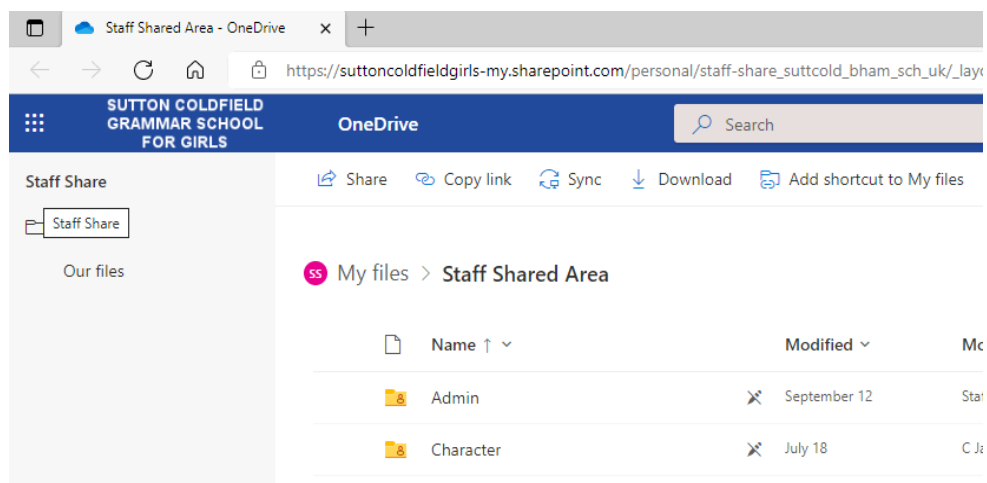 Staff Shared Area - OneDrive
https://suttoncoldfieldgirls-my.sharepoint.com/personal/staff-share_suttcold_bham_sch_uk/_layo
SUTTON COLDFIELD
GRAMMAR SCHOOL
FOR GIRLS
OneDrive
Search
Staff Share
Share Copy link Sync Download Add shortcut to My files
Staff Share
Our files
SS My files > Staff Shared Area
Name ↑ Modified Mo
Admin September 12 Sta
Character July 18 C Ja